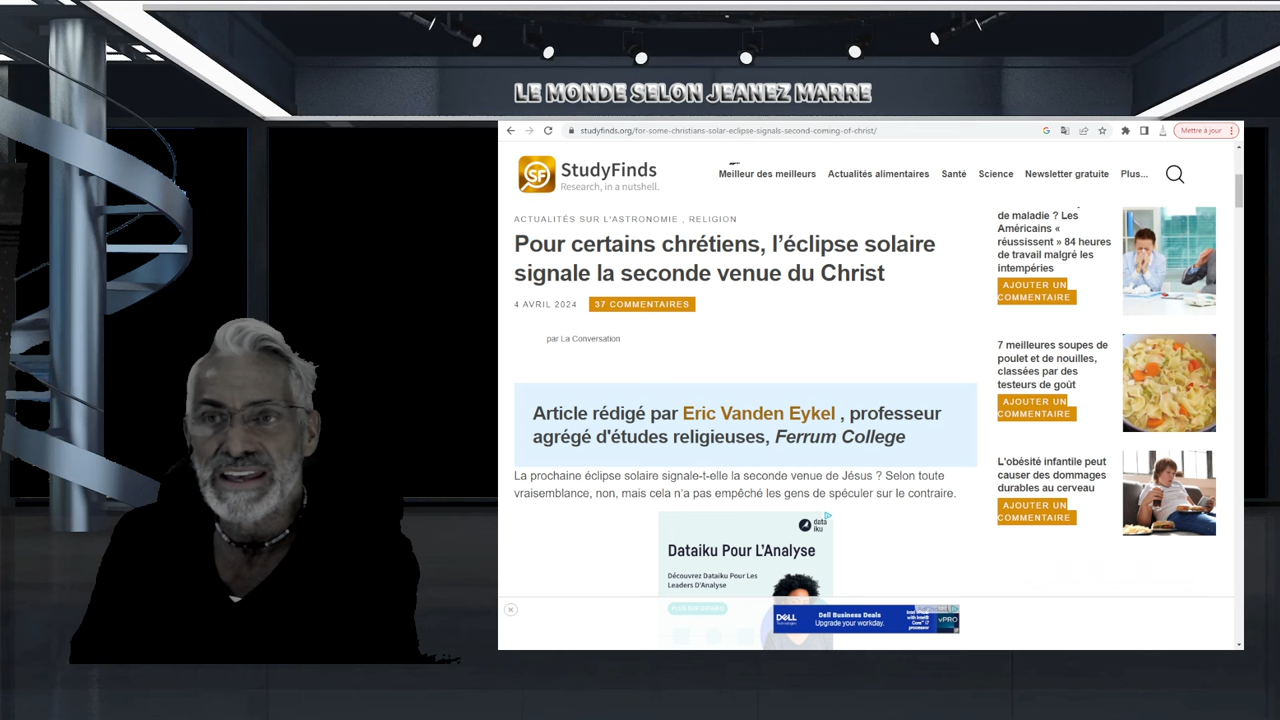 LE MONDE SELON JEANEZ MARRE
studyfinds.org/for-some-christians-solar-eclipse-signals-second-coming-of-christ/
Mettre à jour
SF
StudyFinds
Research, in a nutshell.
Meilleur des meilleurs
Actualités alimentaires
Santé
Science
Newsletter gratuite
Plus...
ACTUALITÉS SUR L'ASTRONOMIE , RELIGION
Pour certains chrétiens, l’éclipse solaire
signale la seconde venue du Christ
4 AVRIL 2024
37 COMMENTAIRES
par La Conversation
Article rédigé par Eric Vanden Eykel , professeur
agrégé d'études religieuses, Ferrum College
La prochaine éclipse solaire signale-t-elle la seconde venue de Jésus ? Selon toute
vraisemblance, non, mais cela n’a pas empêché les gens de spéculer sur le contraire.
data
iku
Dataiku Pour L’Analyse
Découvrez Dataiku Pour Les
Leaders D'Analyse
DELL
Technologies
Dell Business Deals
Upgrade your workday.
vPRO
de maladie ? Les
Américains «
réussissent » 84 heures
de travail malgré les
intempéries
AJOUTER UN
COMMENTAIRE
7 meilleures soupes de
poulet et de nouilles,
classées par des
testeurs de goût
AJOUTER UN
COMMENTAIRE
L'obésité infantile peut
causer des dommages
durables au cerveau
AJOUTER UN
COMMENTAIRE